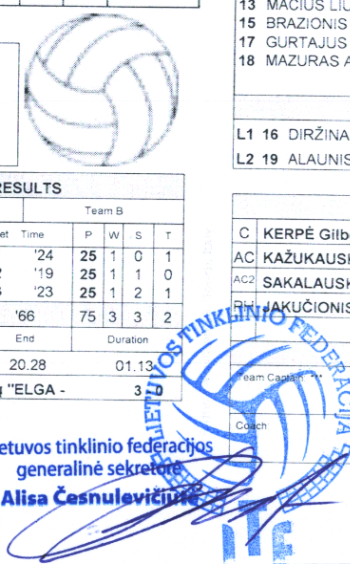 13 MACIUS
15 BRAZIONIS
17 GURTAJUS
18 MAZURAS A
L1 16 DIRŽINA
L2 19 ALAUNIS
RESULTS
Team B
Time P W S T
'24 25 1 0 1
'19 25 1 1 0
'23 25 1 2 1
'66 75 3 3 2
End Duration
20.28 01.13
"ELGA - 3 - 0
C KERPĖ Gilb
AC KAŽUKAUSK
AC2 SAKALAUSK
JAKUČIONIS
Team Captain
Coach
LIETUVOS TINKLINIO FEDERACIJA
LTF
etuvos tinklinio federacijos
generalinė sekretorė
Alisa Česnulevičiutė